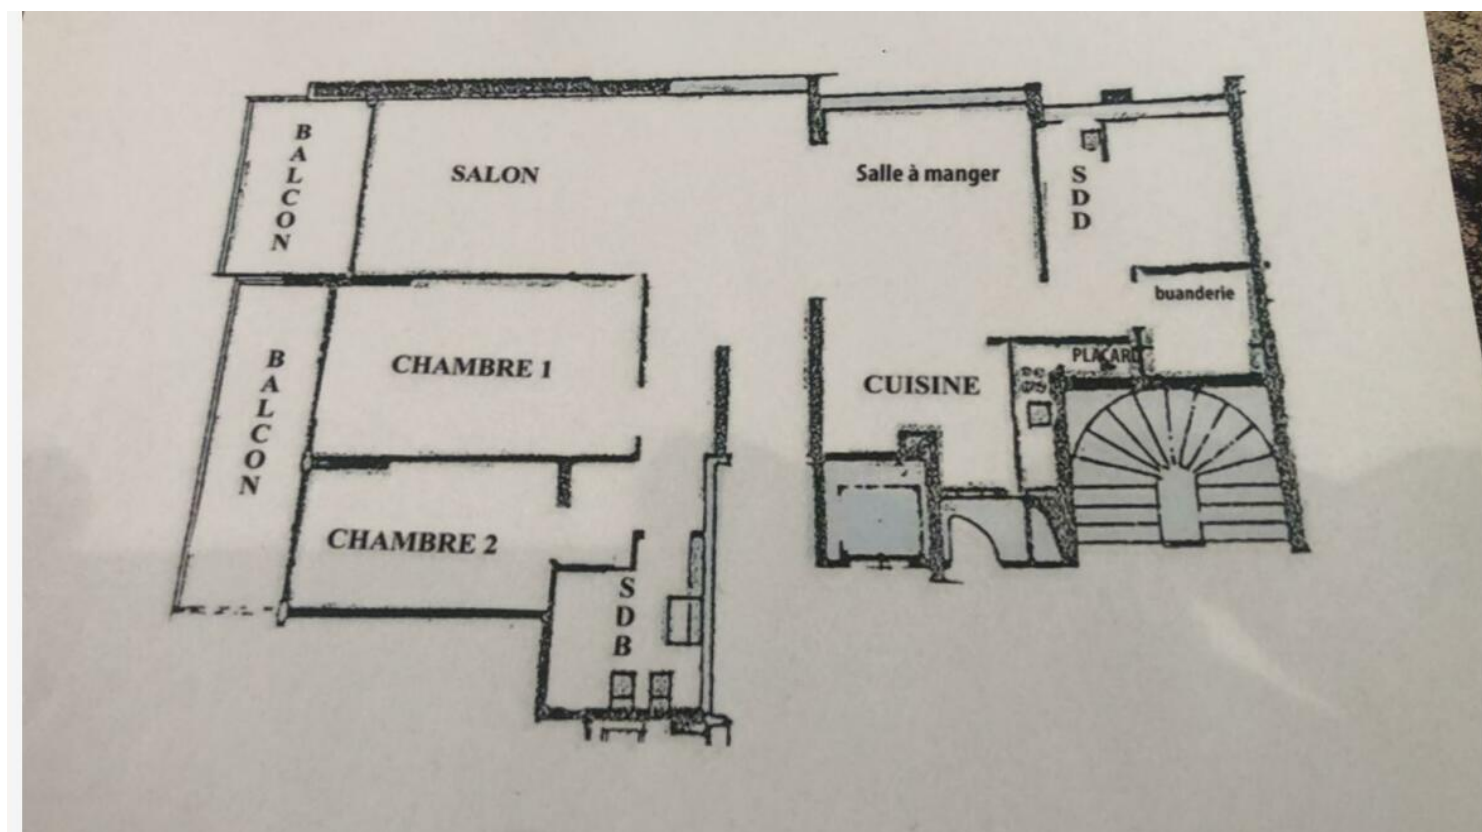 BALCON
SALON
Salle à manger
SDD
buanderie
BALCON
CHAMBRE 1
CUISINE
PLACARD
CHAMBRE 2
SDB